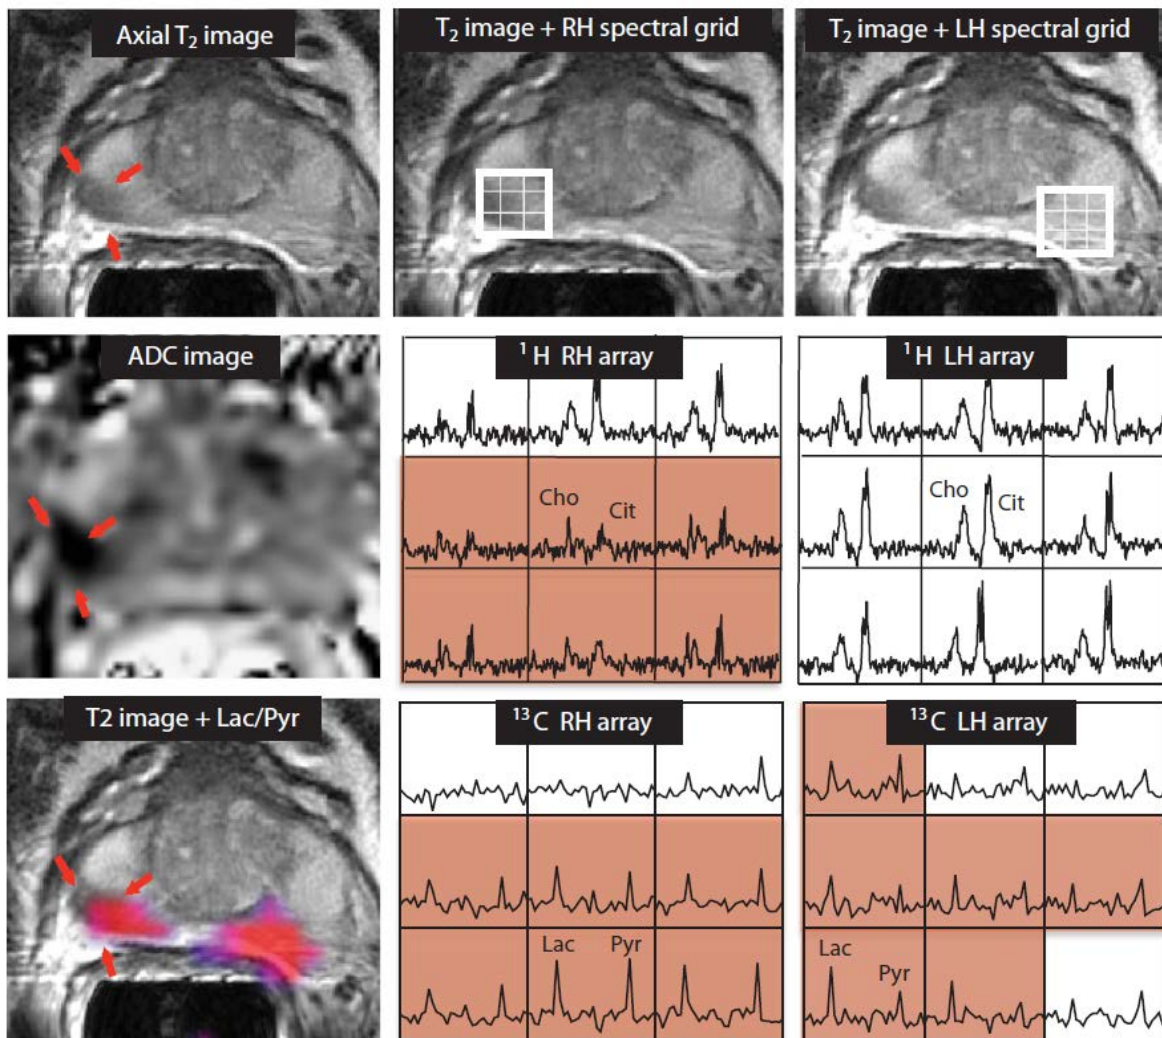 Axial T₂ image
T₂ image + RH spectral grid
T₂ image + LH spectral grid
ADC image
¹H RH array
Cho
Cit
¹H LH array
Cho
Cit
T2 image + Lac/Pyr
¹³C RH array
Lac
Pyr
¹³C LH array
Lac
Pyr